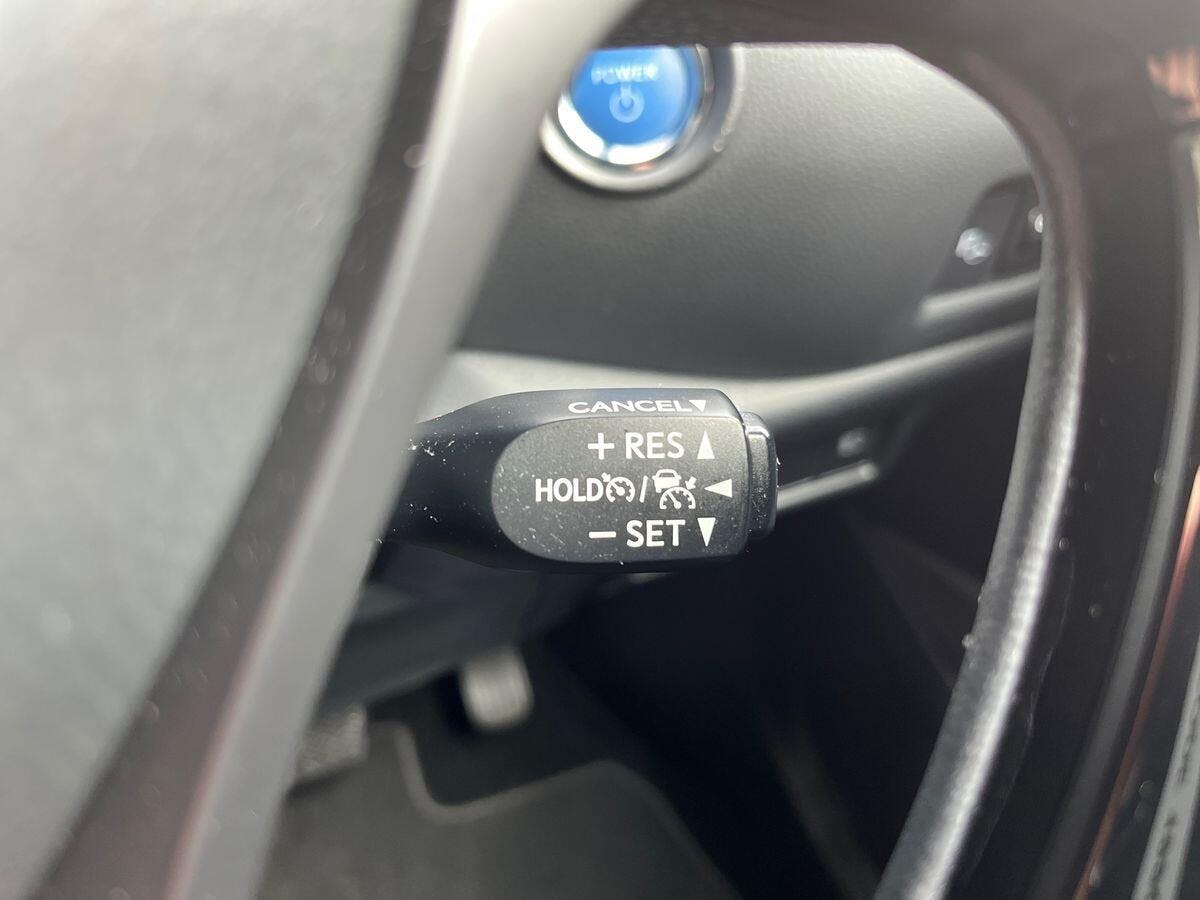 POWER
CANCEL▼
+ RES ▲
HOLD / ◀
− SET ▼